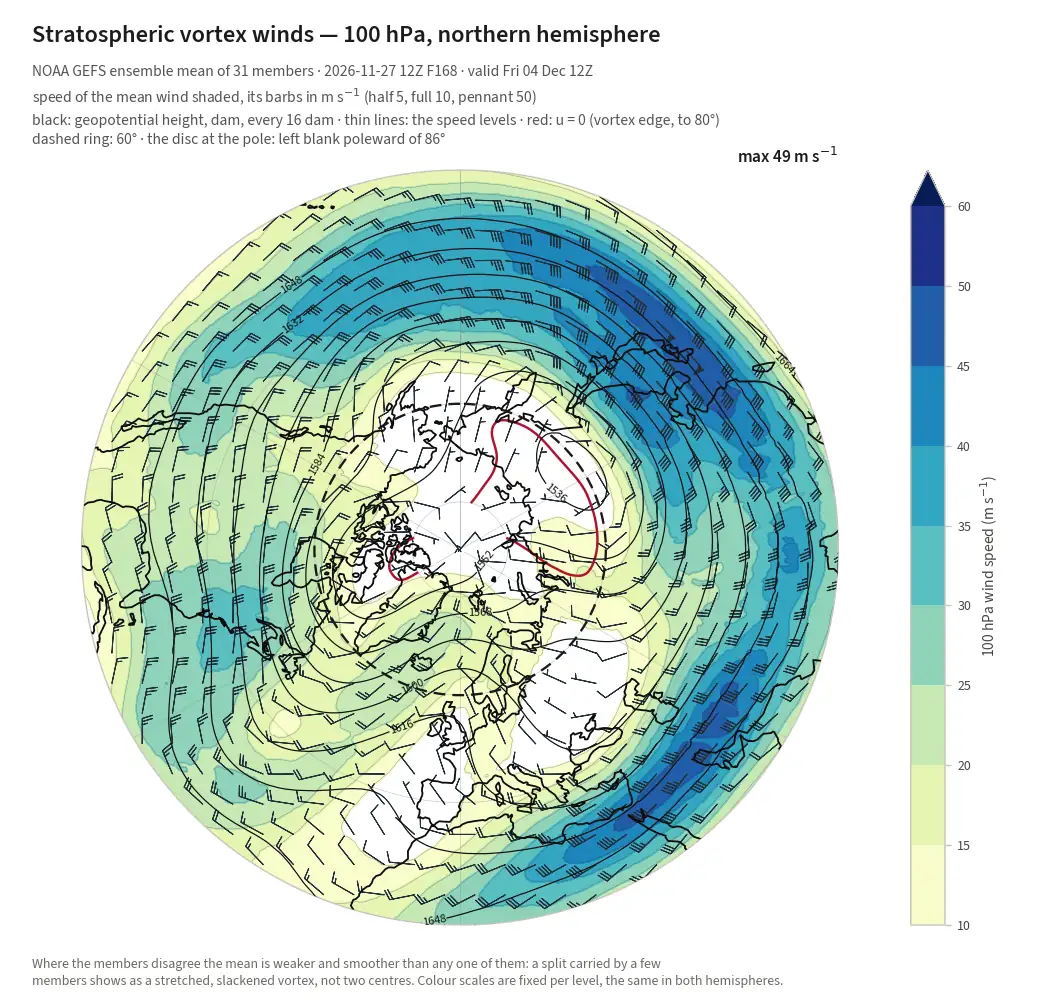 Stratospheric vortex winds — 100 hPa, northern hemisphere
NOAA GEFS ensemble mean of 31 members · 2026-11-27 12Z F168 · valid Fri 04 Dec 12Z
speed of the mean wind shaded, its barbs in m s⁻¹ (half 5, full 10, pennant 50)
black: geopotential height, dam, every 16 dam · thin lines: the speed levels · red: u = 0 (vortex edge, to 80°)
dashed ring: 60° · the disc at the pole: left blank poleward of 86°
max 49 m s⁻¹
60
50
45
40
35
30
25
20
15
10
100 hPa wind speed (m s⁻¹)
1648
1632
1664
1584
1536
1552
1568
1600
1616
1648
Where the members disagree the mean is weaker and smoother than any one of them: a split carried by a few
members shows as a stretched, slackened vortex, not two centres. Colour scales are fixed per level, the same in both hemispheres.